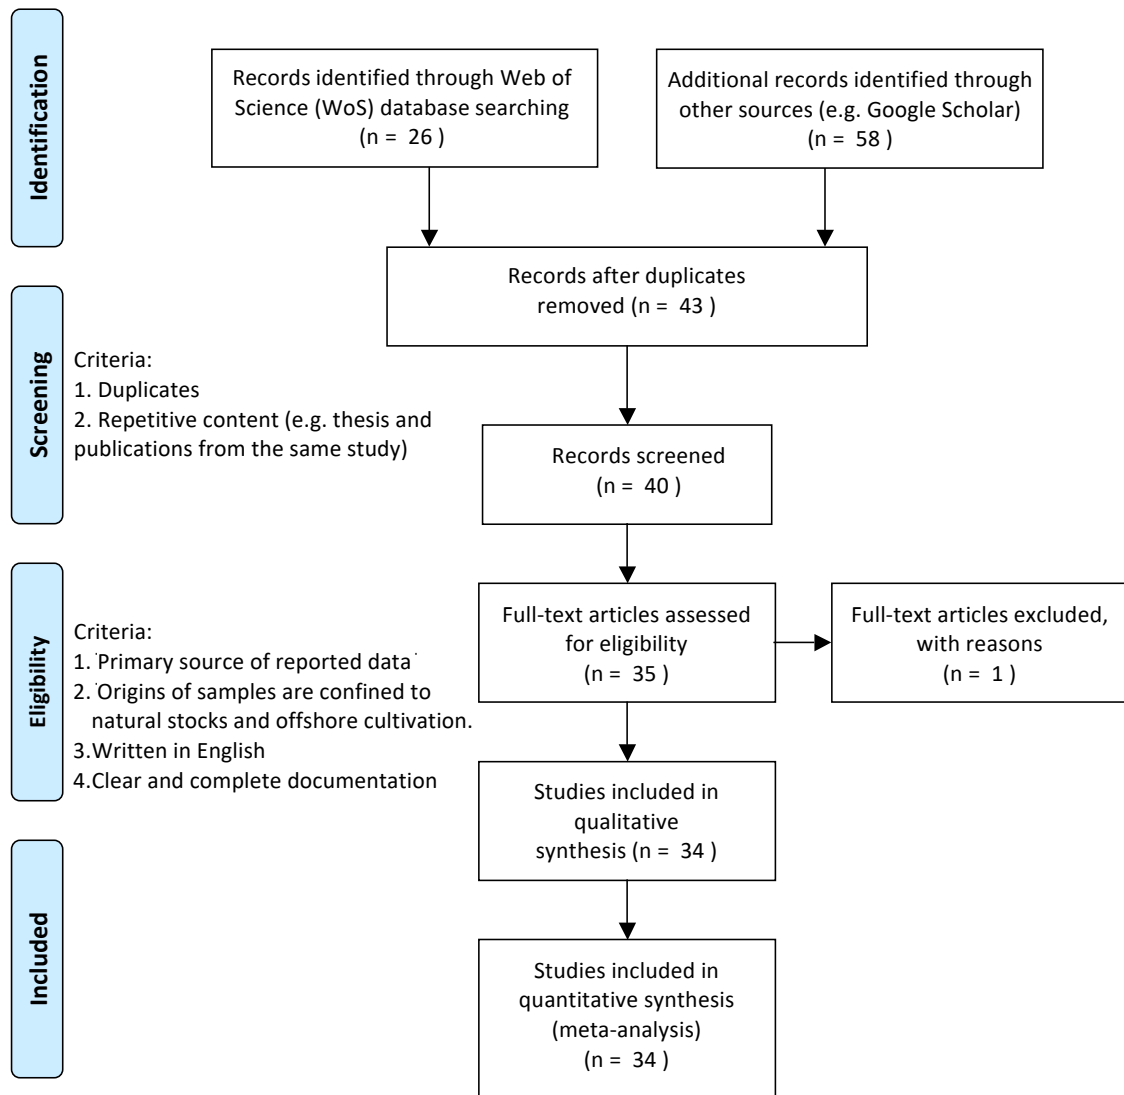 Identification
Records identified through Web of
Science (WoS) database searching
(n = 26 )
Additional records identified through
other sources (e.g. Google Scholar)
(n = 58 )
Records after duplicates
removed (n = 43 )
Screening
Criteria:
1. Duplicates
2. Repetitive content (e.g. thesis and
publications from the same study)
Records screened
(n = 40 )
Eligibility
Criteria:
1. Primary source of reported data
2. Origins of samples are confined to
natural stocks and offshore cultivation.
3.Written in English
4.Clear and complete documentation
Full-text articles assessed
for eligibility
(n = 35 )
Full-text articles excluded,
with reasons
(n = 1 )
Studies included in
qualitative
synthesis (n = 34 )
Included
Studies included in
quantitative synthesis
(meta-analysis)
(n = 34 )